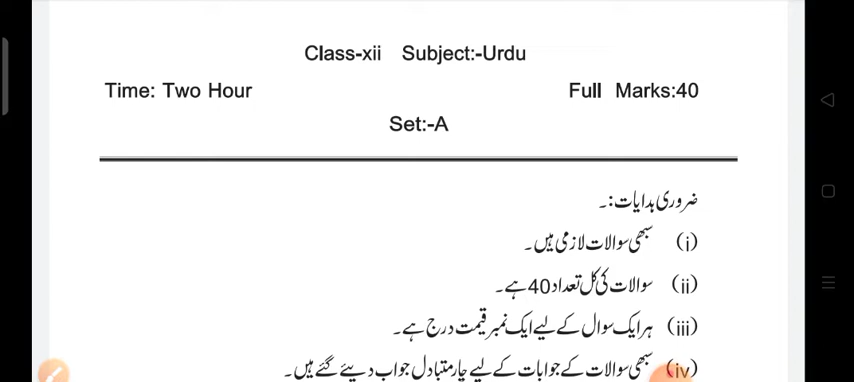 Class-xii Subject:-Urdu
Time: Two Hour Full Marks:40
Set:-A
ضروری ہدایات:۔
(i) سبھی سوالات لازمی ہیں۔
(ii) سوالات کی کل تعداد 40 ہے۔
(iii) ہر ایک سوال کے لیے ایک نمبر قیمت درج ہے۔
(iv) سبھی سوالات کے جوابات کے لیے چار متبادل جواب دیئے گئے ہیں۔